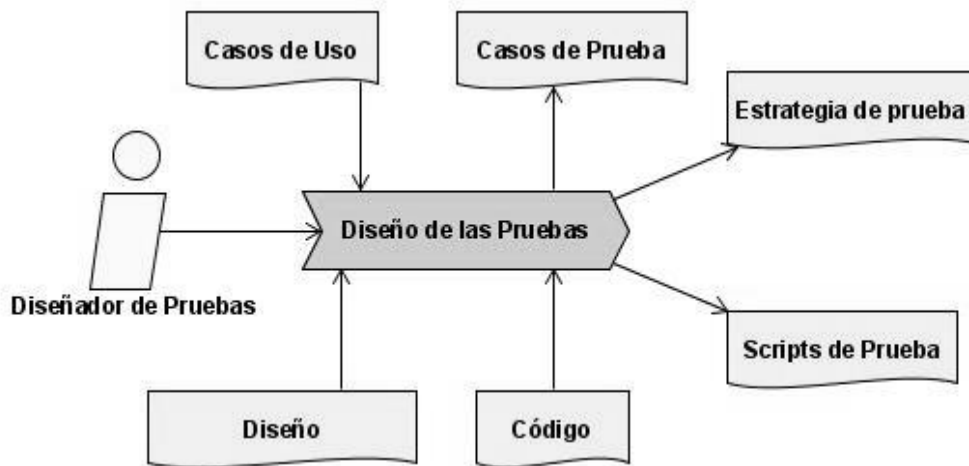 Casos de Uso
Casos de Prueba
Estrategia de prueba
Diseño de las Pruebas
Diseñador de Pruebas
Scripts de Prueba
Diseño
Código